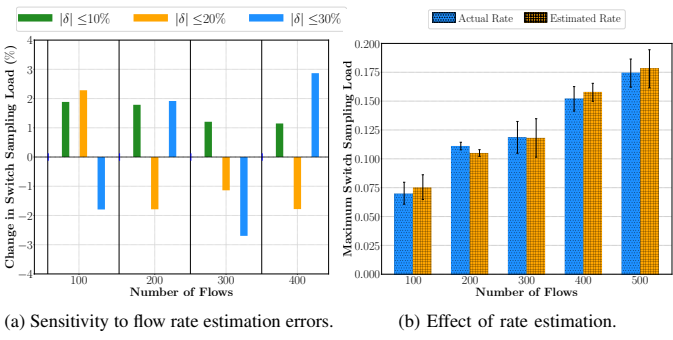 |δ| ≤10% |δ| ≤20% |δ| ≤30%
Change in Switch Sampling Load (%)
4
3
2
1
0
−1
−2
−3
−4
100 200 300 400
Number of Flows
(a) Sensitivity to flow rate estimation errors.
Actual Rate Estimated Rate
Maximum Switch Sampling Load
0.200
0.175
0.150
0.125
0.100
0.075
0.050
0.025
0.000
100 200 300 400 500
Number of Flows
(b) Effect of rate estimation.